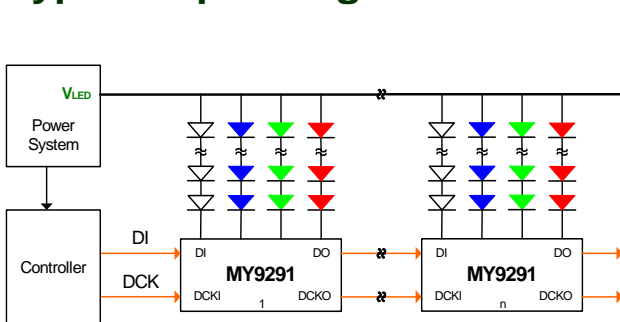 VLED
Power
System
Controller
DI
DCK
DI
DO
MY9291
DCKI
DCKO
1
DI
DO
MY9291
DCKI
DCKO
n